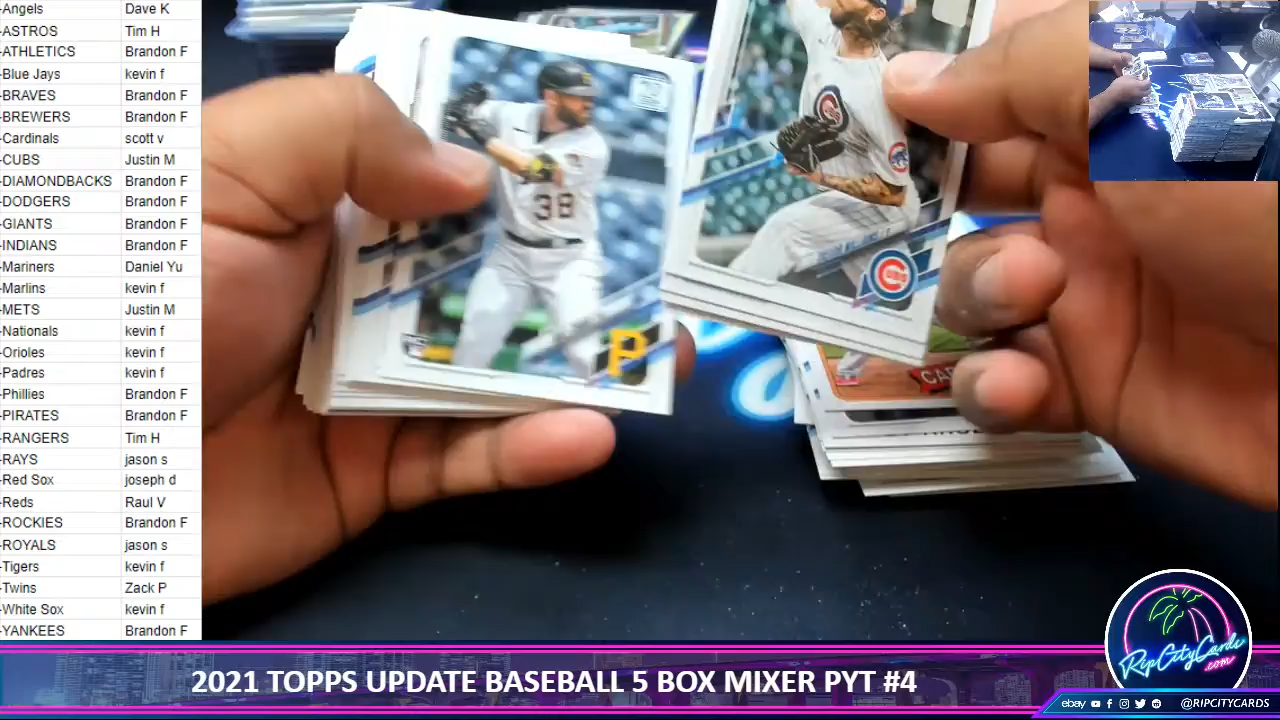 -Angels Dave K
-ASTROS Tim H
-ATHLETICS Brandon F
-Blue Jays kevin f
-BRAVES Brandon F
-BREWERS Brandon F
-Cardinals scott v
-CUBS Justin M
-DIAMONDBACKS Brandon F
-DODGERS Brandon F
-GIANTS Brandon F
-INDIANS Brandon F
-Mariners Daniel Yu
-Marlins kevin f
-METS Justin M
-Nationals kevin f
-Orioles kevin f
-Padres kevin f
-Phillies Brandon F
-PIRATES Brandon F
-RANGERS Tim H
-RAYS jason s
-Red Sox joseph d
-Reds Raul V
-ROCKIES Brandon F
-ROYALS jason s
-Tigers kevin f
-Twins Zack P
-White Sox kevin f
-YANKEES Brandon F
38
P
RC
CUBS
CAR
RipCityCards
.com
2021 TOPPS UPDATE BASEBALL 5 BOX MIXER PYT #4
ebay @RIPCITYCARDS